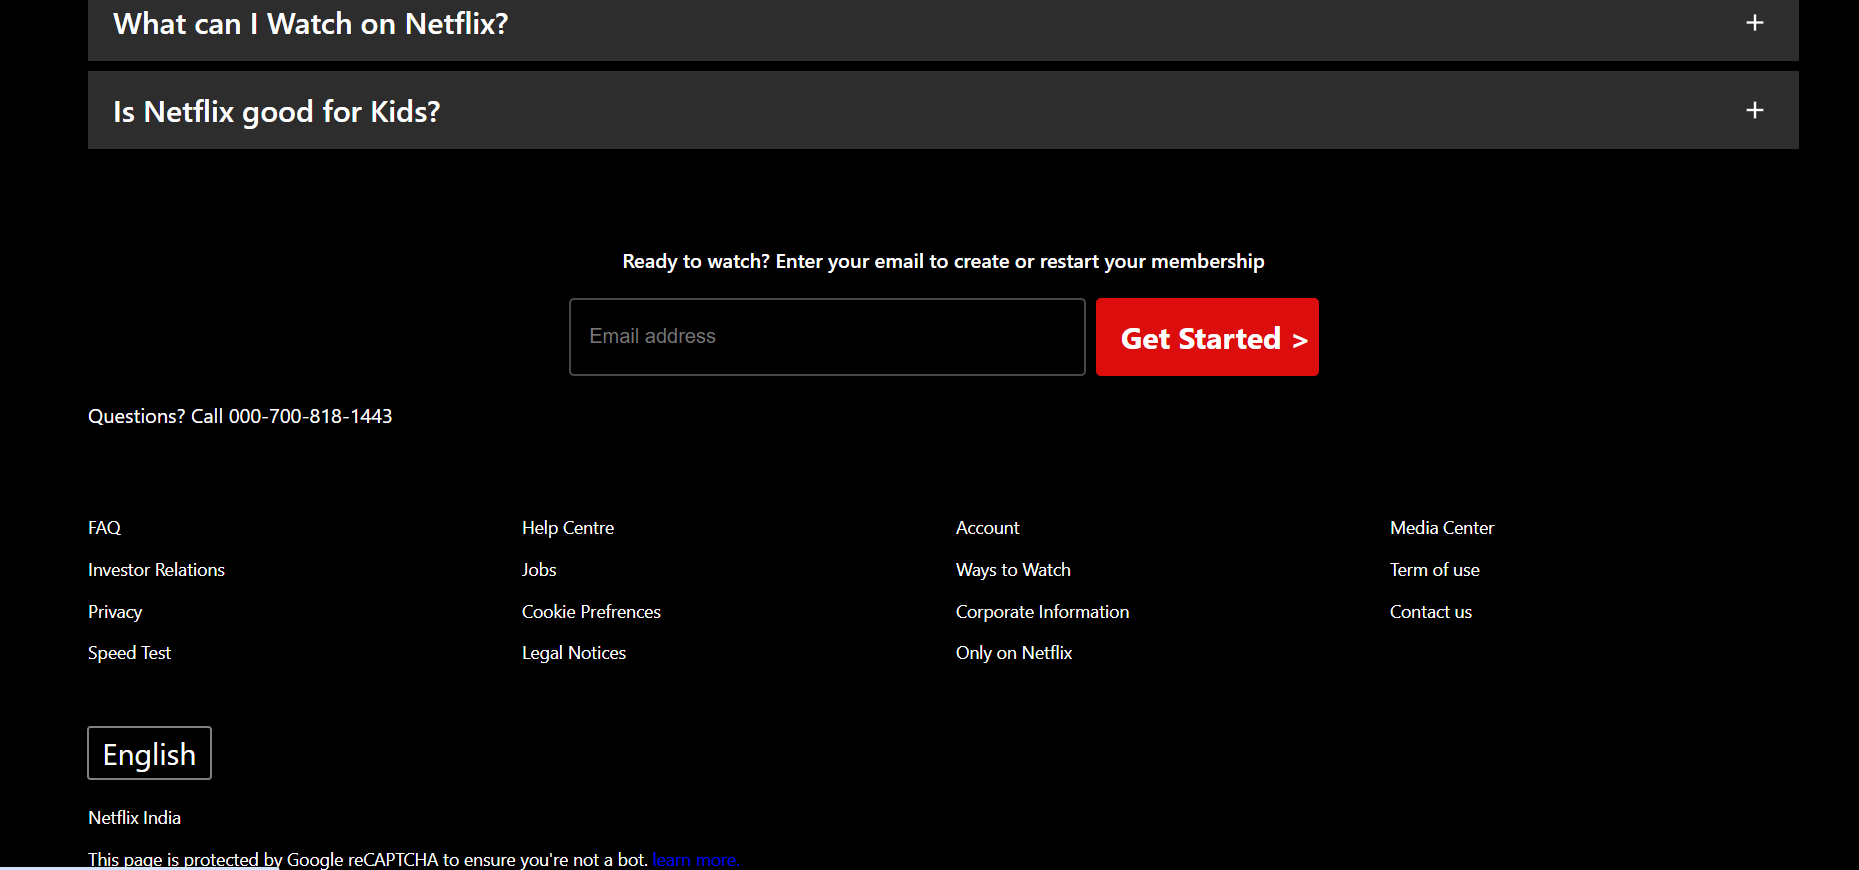 What can I Watch on Netflix? +
Is Netflix good for Kids? +
Ready to watch? Enter your email to create or restart your membership
Email address Get Started >
Questions? Call 000-700-818-1443
FAQ Help Centre Account Media Center
Investor Relations Jobs Ways to Watch Term of use
Privacy Cookie Prefrences Corporate Information Contact us
Speed Test Legal Notices Only on Netflix
English
Netflix India
This page is protected by Google reCAPTCHA to ensure you're not a bot. learn more.